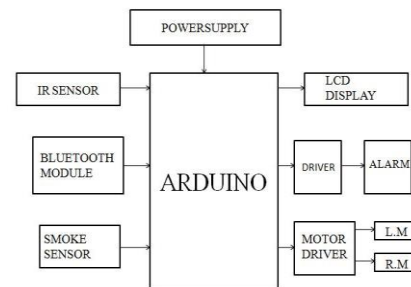 POWERSUPPLY
IR SENSOR
LCD
DISPLAY
BLUETOOTH
MODULE
ARDUINO
DRIVER
ALARM
SMOKE
SENSOR
MOTOR
DRIVER
L.M
R.M